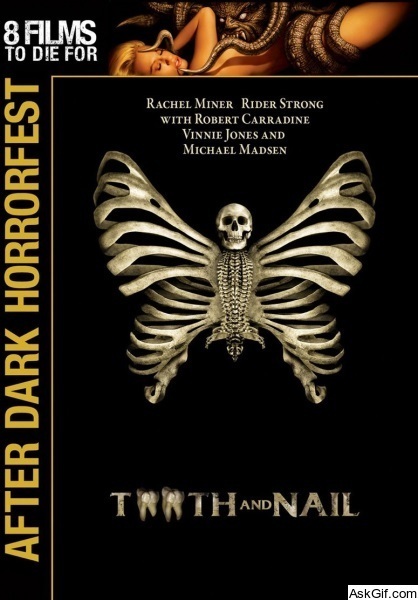 8 FILMS
TO DIE FOR
AFTER DARK HORRORFEST
RACHEL MINER RIDER STRONG
WITH ROBERT CARRADINE
VINNIE JONES AND
MICHAEL MADSEN
TOOTH AND NAIL
AskGif.com